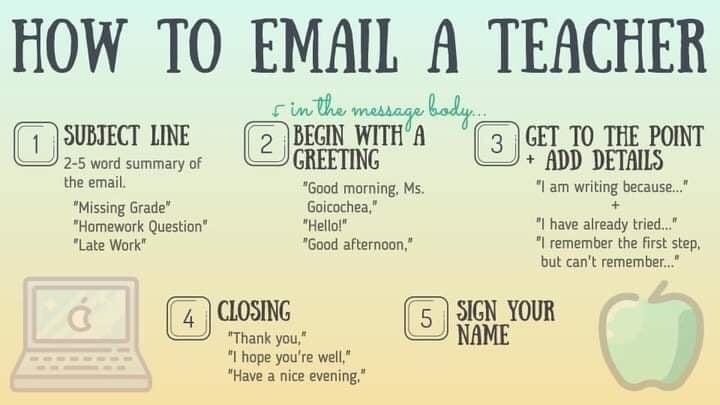 HOW TO EMAIL A TEACHER
in the message body...
1
SUBJECT LINE
2-5 word summary of
the email.
"Missing Grade"
"Homework Question"
"Late Work"
2
BEGIN WITH A
GREETING
"Good morning, Ms.
Goicochea,"
"Hello!"
"Good afternoon,"
3
GET TO THE POINT
+ ADD DETAILS
"I am writing because..."
+
"I have already tried..."
"I remember the first step,
but can't remember..."
4
CLOSING
"Thank you,"
"I hope you're well,"
"Have a nice evening,"
5
SIGN YOUR
NAME